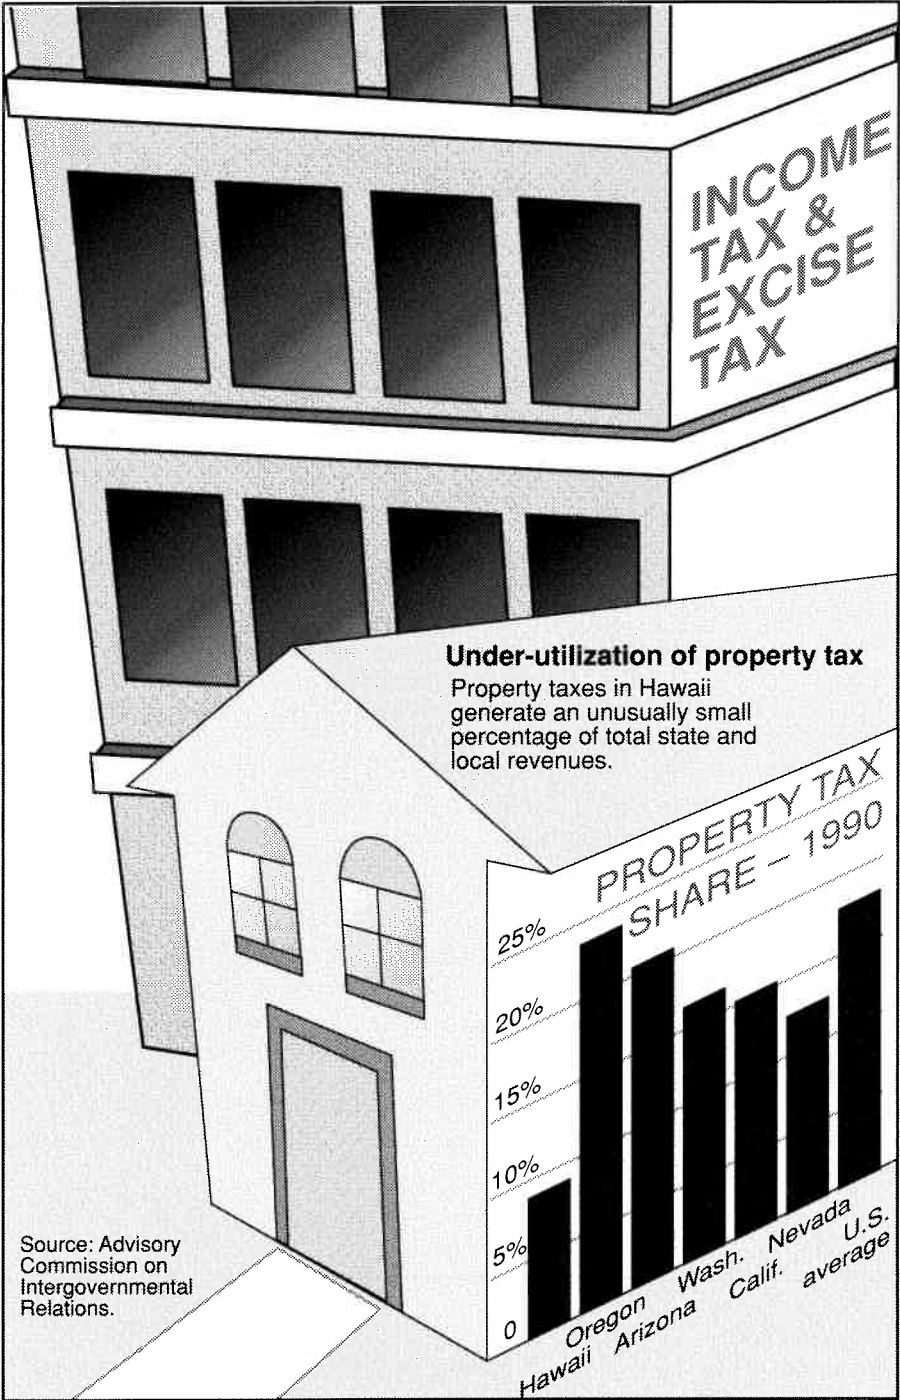 INCOME
TAX &
EXCISE
TAX
Under-utilization of property tax
Property taxes in Hawaii
generate an unusually small
percentage of total state and
local revenues.
PROPERTY TAX
SHARE – 1990
25%
20%
15%
10%
5%
0
Hawaii
Oregon
Arizona
Wash.
Calif.
Nevada
U.S.
average
Source: Advisory
Commission on
Intergovernmental
Relations.